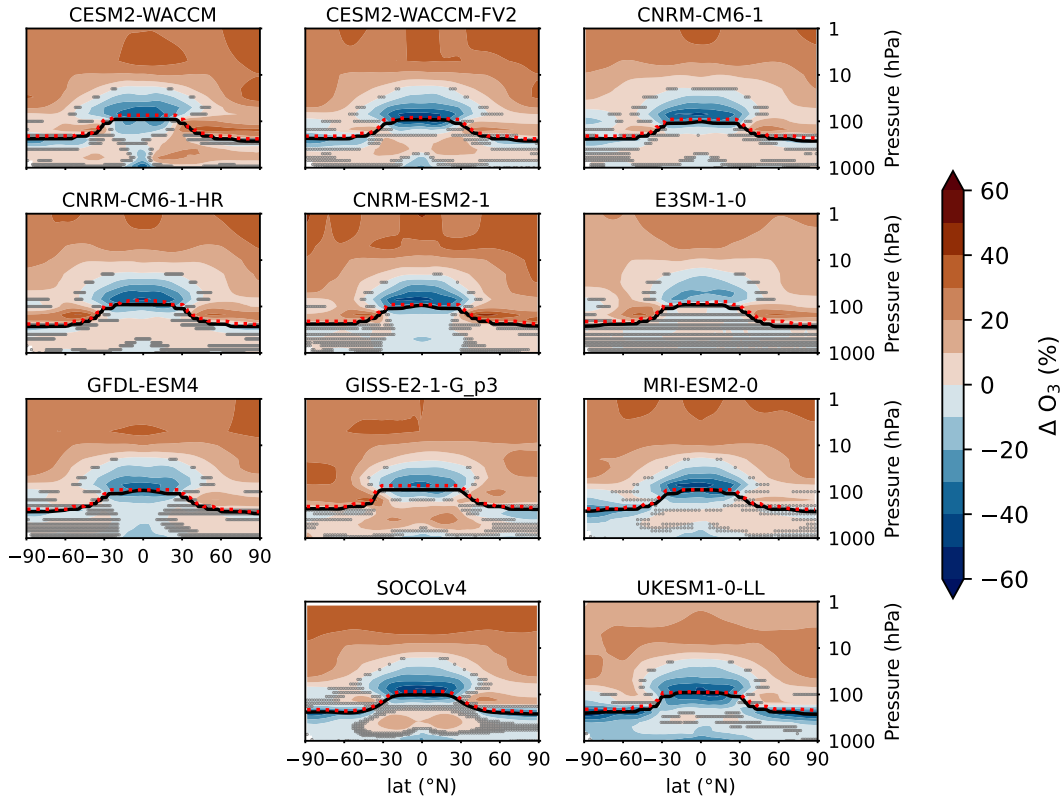 CESM2-WACCM CESM2-WACCM-FV2 CNRM-CM6-1
1
10
100
1000
Pressure (hPa)
CNRM-CM6-1-HR CNRM-ESM2-1 E3SM-1-0
1
10
100
1000
Pressure (hPa)
GFDL-ESM4 GISS-E2-1-G_p3 MRI-ESM2-0
1
10
100
1000
Pressure (hPa)
−90 −60 −30 0 30 60 90
SOCOLv4 UKESM1-0-LL
1
10
100
1000
Pressure (hPa)
−90 −60 −30 0 30 60 90 −90 −60 −30 0 30 60 90
lat (°N) lat (°N)
60
40
20
0
−20
−40
−60
Δ O₃ (%)